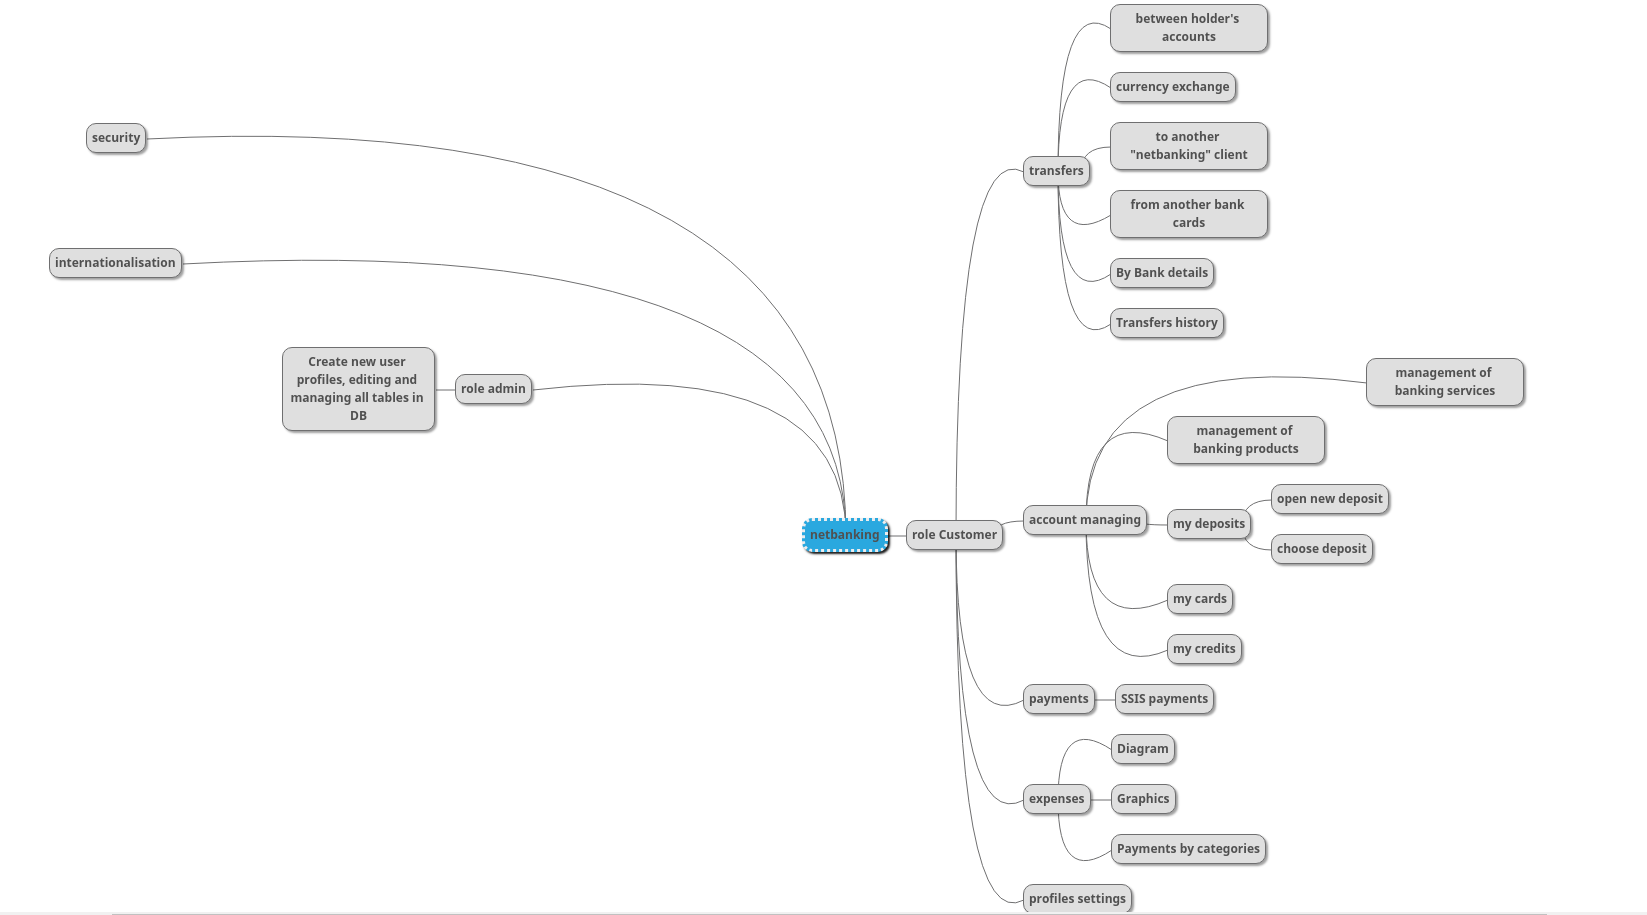 security
internationalisation
Create new user
profiles, editing and
managing all tables in
DB
role admin
netbanking
role Customer
transfers
between holder's
accounts
currency exchange
to another
"netbanking" client
from another bank
cards
By Bank details
Transfers history
account managing
management of
banking services
management of
banking products
my deposits
open new deposit
choose deposit
my cards
my credits
payments
SSIS payments
expenses
Diagram
Graphics
Payments by categories
profiles settings